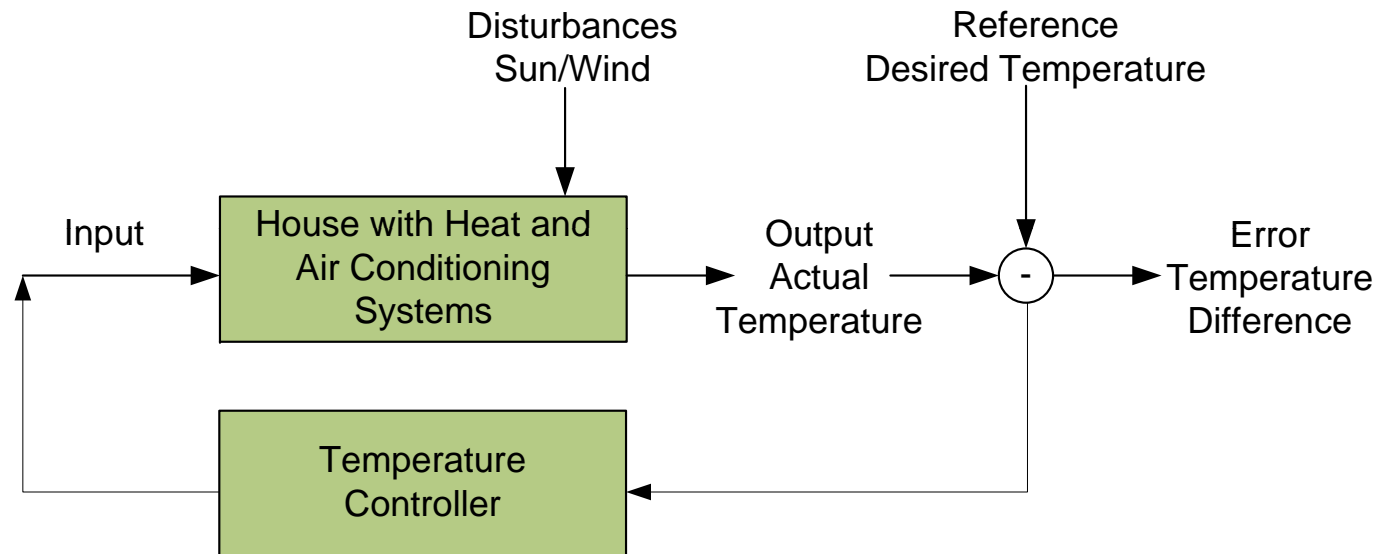 Disturbances
Sun/Wind
Reference
Desired Temperature
Input
House with Heat and
Air Conditioning
Systems
Output
Actual
Temperature
-
Error
Temperature
Difference
Temperature
Controller